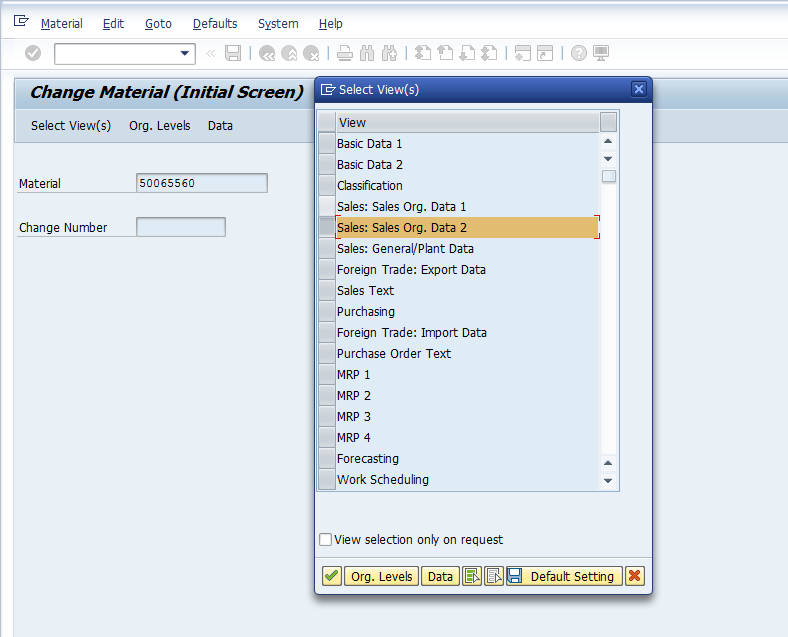 Material Edit Goto Defaults System Help
Change Material (Initial Screen)
Select View(s) Org. Levels Data
Material 50065560
Change Number
Select View(s)
View
Basic Data 1
Basic Data 2
Classification
Sales: Sales Org. Data 1
Sales: Sales Org. Data 2
Sales: General/Plant Data
Foreign Trade: Export Data
Sales Text
Purchasing
Foreign Trade: Import Data
Purchase Order Text
MRP 1
MRP 2
MRP 3
MRP 4
Forecasting
Work Scheduling
View selection only on request
Org. Levels Data Default Setting